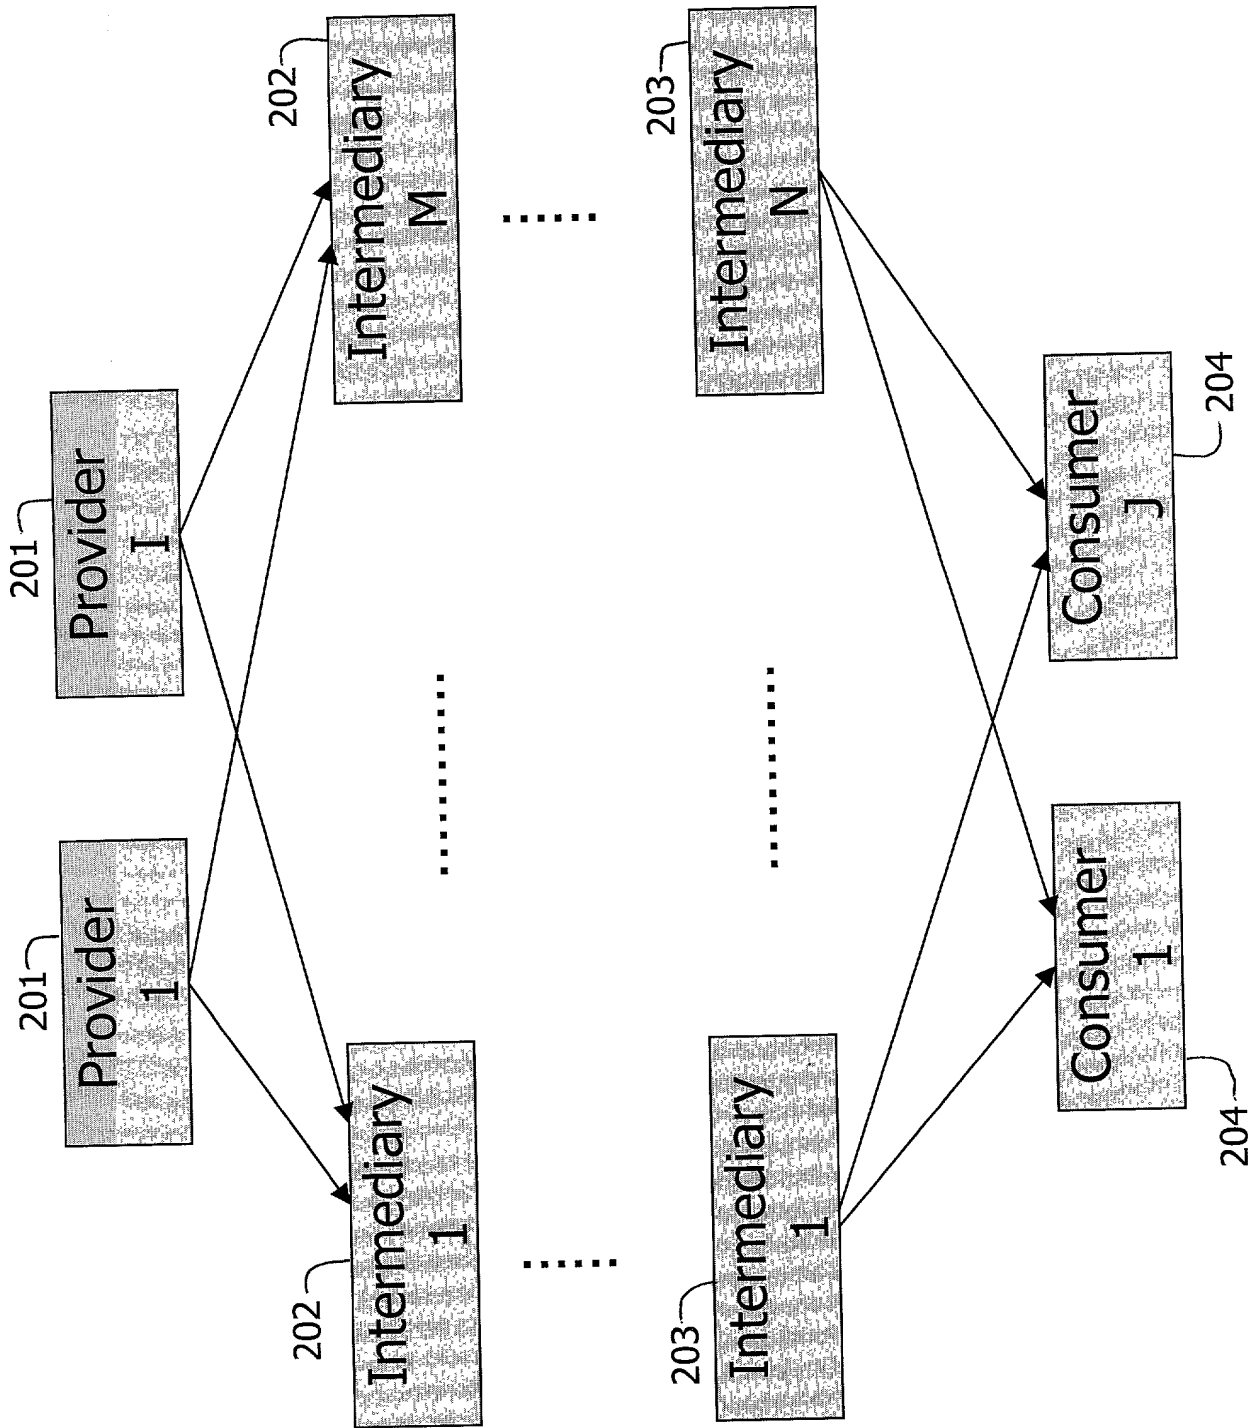 201
Provider
1
201
Provider
I
202
Intermediary
1
202
Intermediary
M
203
Intermediary
1
203
Intermediary
N
Consumer
1
204
Consumer
J
204